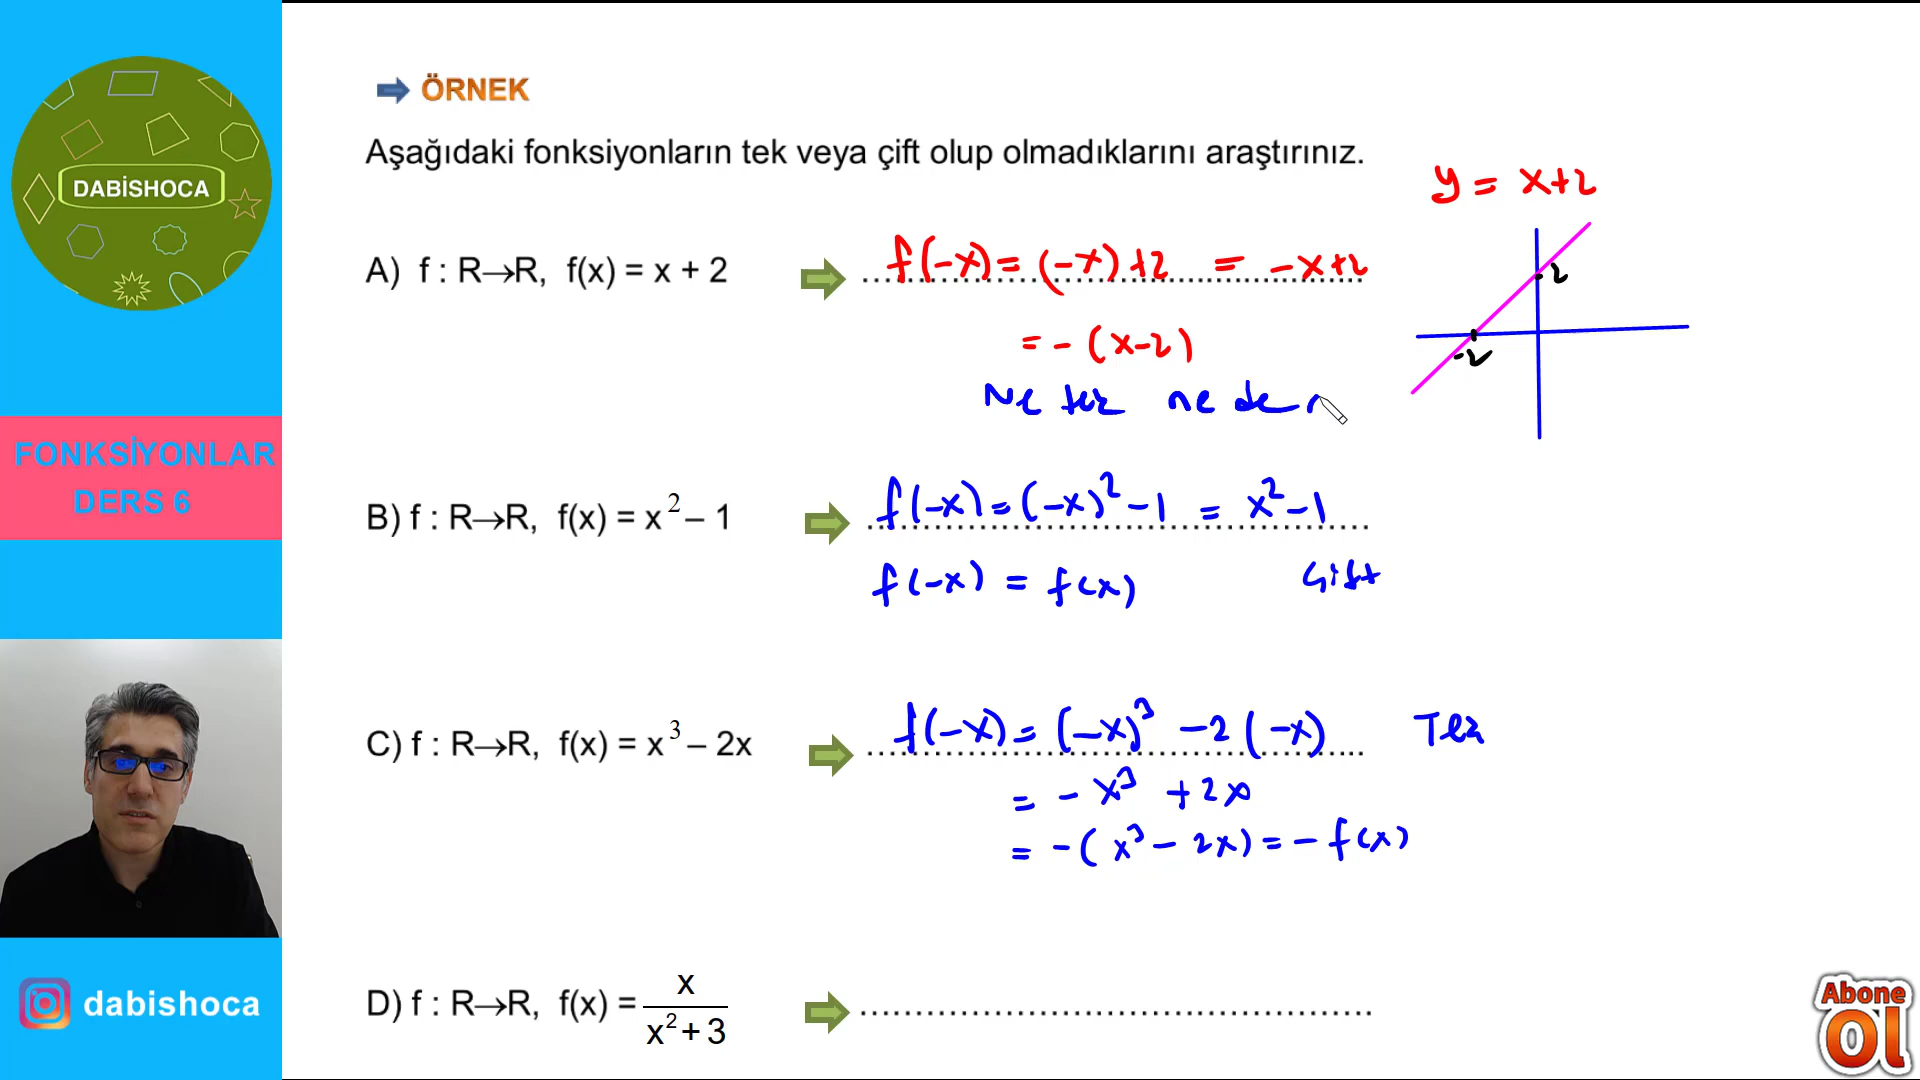 DABİSHOCA
FONKSİYONLAR
DERS 6
dabishoca
ÖRNEK
Aşağıdaki fonksiyonların tek veya çift olup olmadıklarını araştırınız.
y = x+2
A) f : R→R, f(x) = x + 2
f(-x) = (-x)+2 = -x+2
= -(x-2)
2
-2
Ne tek ne de
B) f : R→R, f(x) = x² – 1
f(-x) = (-x)² - 1 = x² - 1
f(-x) = f(x) Çift
C) f : R→R, f(x) = x³ – 2x
f(-x) = (-x)³ - 2(-x) Tek
= -x³ + 2x
= -(x³ - 2x) = -f(x)
D) f : R→R, f(x) = x / x² + 3
Abone
Ol